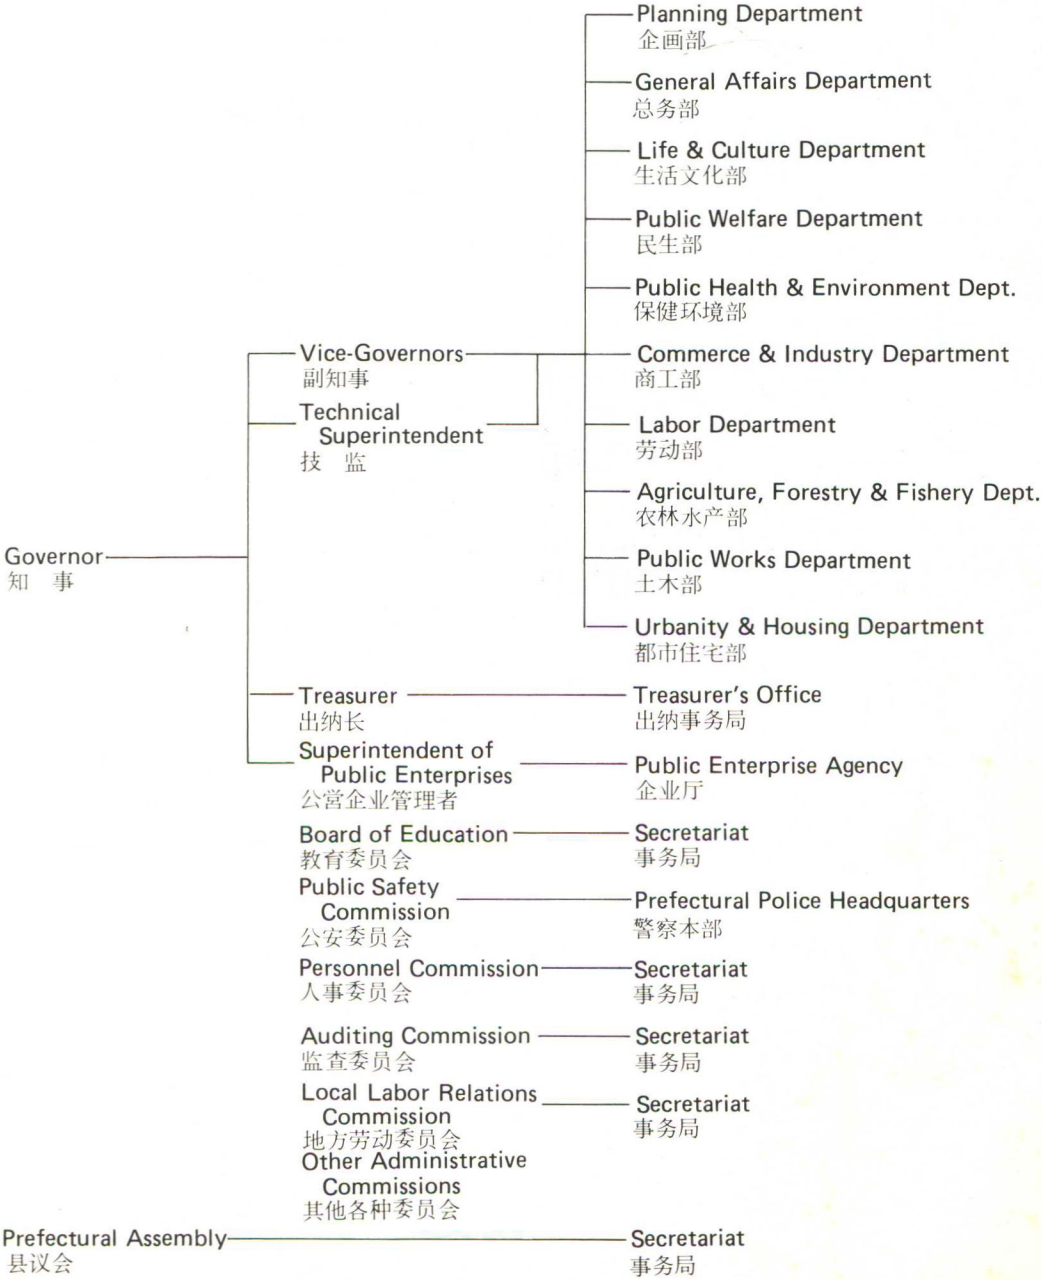 Planning Department
企画部
General Affairs Department
总务部
Life & Culture Department
生活文化部
Public Welfare Department
民生部
Public Health & Environment Dept.
保健环境部
Vice-Governors
副知事
Commerce & Industry Department
商工部
Technical
Superintendent
技 监
Labor Department
劳动部
Agriculture, Forestry & Fishery Dept.
农林水产部
Governor
知 事
Public Works Department
土木部
Urbanity & Housing Department
都市住宅部
Treasurer
出纳长
Treasurer's Office
出纳事务局
Superintendent of
Public Enterprises
公営企业管理者
Public Enterprise Agency
企业厅
Board of Education
教育委员会
Secretariat
事务局
Public Safety
Commission
公安委员会
Prefectural Police Headquarters
警察本部
Personnel Commission
人事委员会
Secretariat
事务局
Auditing Commission
监查委员会
Secretariat
事务局
Local Labor Relations
Commission
地方劳动委员会
Secretariat
事务局
Other Administrative
Commissions
其他各种委员会
Prefectural Assembly
县议会
Secretariat
事务局